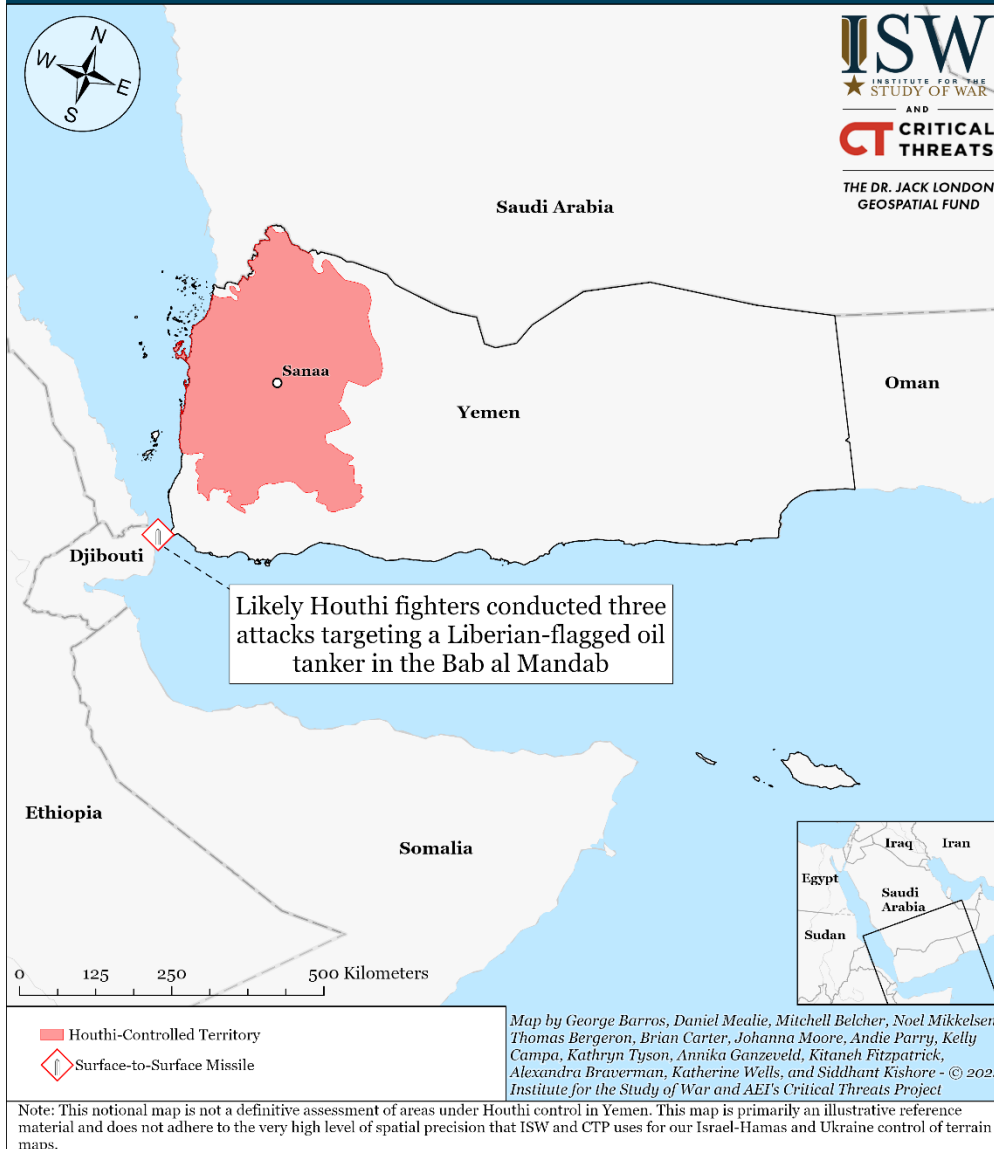 N
W
E
S
ISW
INSTITUTE FOR THE
STUDY OF WAR
AND
CT CRITICAL
THREATS
THE DR. JACK LONDON
GEOSPATIAL FUND
Saudi Arabia
Sanaa
Oman
Yemen
Djibouti
Likely Houthi fighters conducted three
attacks targeting a Liberian-flagged oil
tanker in the Bab al Mandab
Ethiopia
Somalia
Iraq
Iran
Egypt
Saudi
Arabia
Sudan
0 125 250 500 Kilometers
Houthi-Controlled Territory
Surface-to-Surface Missile
Map by George Barros, Daniel Mealie, Mitchell Belcher, Noel Mikkelsen,
Thomas Bergeron, Brian Carter, Johanna Moore, Andie Parry, Kelly
Campa, Kathryn Tyson, Annika Ganzeveld, Kitaneh Fitzpatrick,
Alexandra Braverman, Katherine Wells, and Siddhant Kishore - ©
Institute for the Study of War and AEI's Critical Threats Project
Note: This notional map is not a definitive assessment of areas under Houthi control in Yemen. This map is primarily an illustrative reference
material and does not adhere to the very high level of spatial precision that ISW and CTP uses for our Israel-Hamas and Ukraine control of terrain
maps.